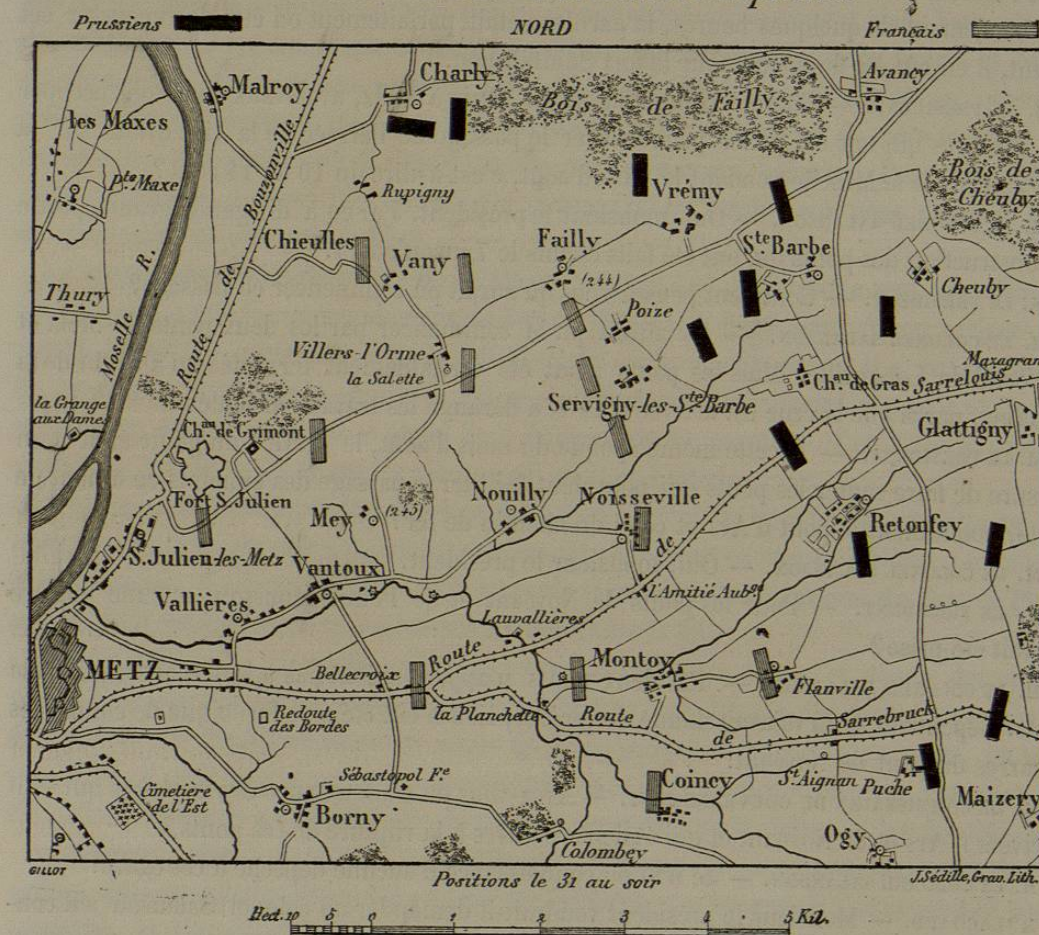 Prussiens
NORD
Français
Malroy
Charly
Avancy
les Maxes
Bois de Failly
Pte Maxe
Bouzonville
Rupigny
Vrémy
Bois de
Cheuby
Chieulles
Vany
Failly
(244)
Ste Barbe
Cheuby
Thury
Moselle R.
Route de
Poixe
Villers-l'Orme
la Salette
Maxagran
Chau de Gras
Sarrelouis
la Grange
aux Dames
Servigny-les-Ste Barbe
Chau de Grimont
Glattigny
Fort S. Julien
Mey
(245)
Nouilly
Noisseville
Retonfey
S. Julien-les-Metz
Vantoux
de
l'Amitié Aubge
Vallières
Lauvallières
METZ
Bellecroix
Route
Montoy
Flanville
la Planchette
Redoute
des Bordes
Route
de
Sarrebruck
Sébastopol Fe
Coincy
St Aignan
Puche
Cimetière
de l'Est
Borny
Maizery
Ogy
Colombey
GILLOT
Positions le 31 au soir
J. Sédille, Grav. Lith.
Hect. 10 5 0 1 2 3 4 5 Kil.